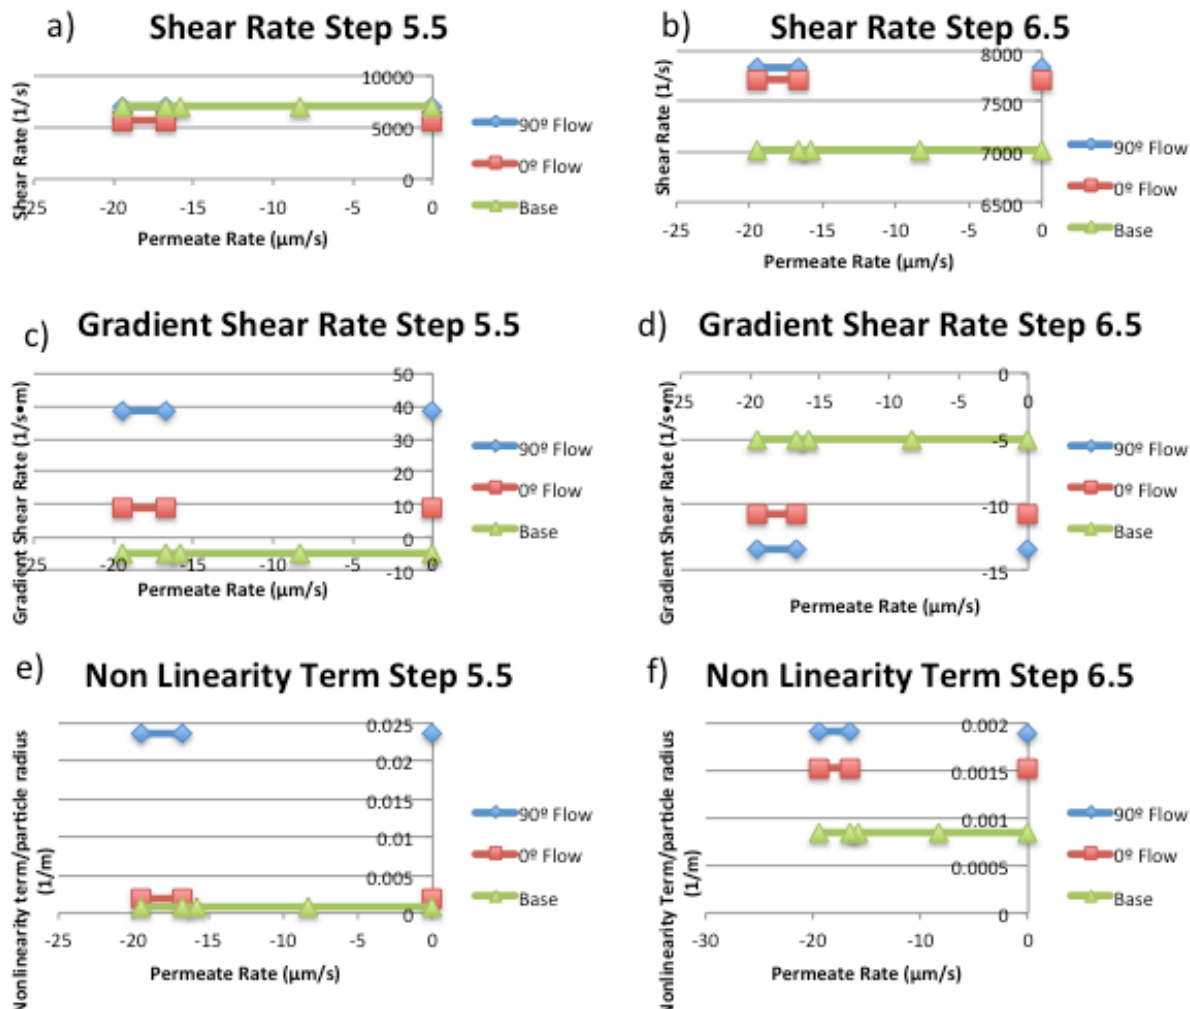 a) Shear Rate Step 5.5
Shear Rate (1/s)
10000
5000
0
-25 -20 -15 -10 -5 0
Permeate Rate (µm/s)
90º Flow
0º Flow
Base
b) Shear Rate Step 6.5
Shear Rate (1/s)
8000
7500
7000
6500
-25 -20 -15 -10 -5 0
Permeate Rate (µm/s)
90º Flow
0º Flow
Base
c) Gradient Shear Rate Step 5.5
Gradient Shear Rate (1/s•m)
50
40
30
20
10
0
-10
-25 -20 -15 -10 -5 0
Permeate Rate (µm/s)
90º Flow
0º Flow
Base
d) Gradient Shear Rate Step 6.5
Gradient Shear Rate (1/s•m)
0
-5
-10
-15
-25 -20 -15 -10 -5 0
Permeate Rate (µm/s)
90º Flow
0º Flow
Base
e) Non Linearity Term Step 5.5
Nonlinearity term/particle radius
(1/m)
0.025
0.02
0.015
0.01
0.005
0
-25 -20 -15 -10 -5 0
Permeate Rate (µm/s)
90º Flow
0º Flow
Base
f) Non Linearity Term Step 6.5
Nonlinearity Term/particle radius
(1/m)
0.002
0.0015
0.001
0.0005
0
-30 -20 -10 0
Permeate Rate (µm/s)
90º Flow
0º Flow
Base